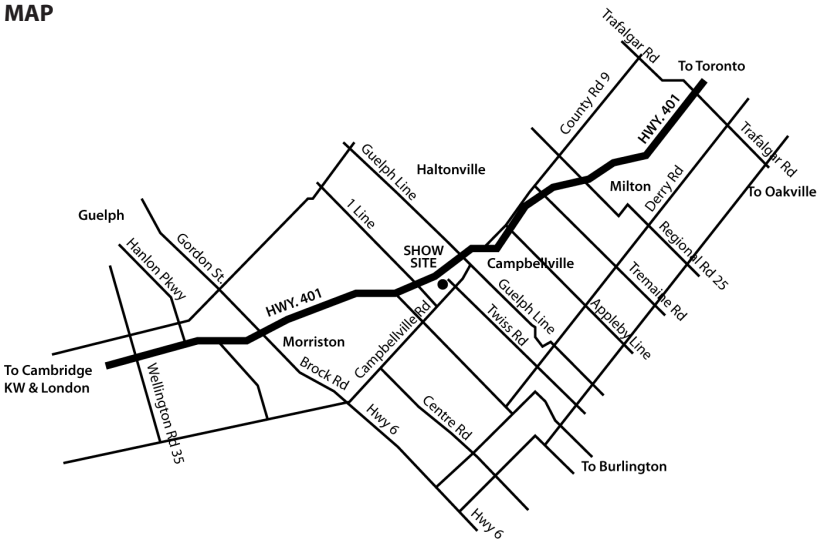 MAP
Trafalgar Rd
To Toronto
County Rd 9
HWY. 401
Trafalgar Rd
To Oakville
Guelph Line
Haltonville
Milton
Derry Rd
1 Line
Guelph
Gordon St.
Hanlon Pkwy
SHOW
SITE
Campbellville
Regional Rd 25
Tremaine Rd
HWY. 401
Guelph Line
Appleby Line
Twiss Rd
Campbellville Rd
Morriston
To Cambridge
KW & London
Wellington Rd 35
Brock Rd
Hwy 6
Centre Rd
To Burlington
Hwy 6